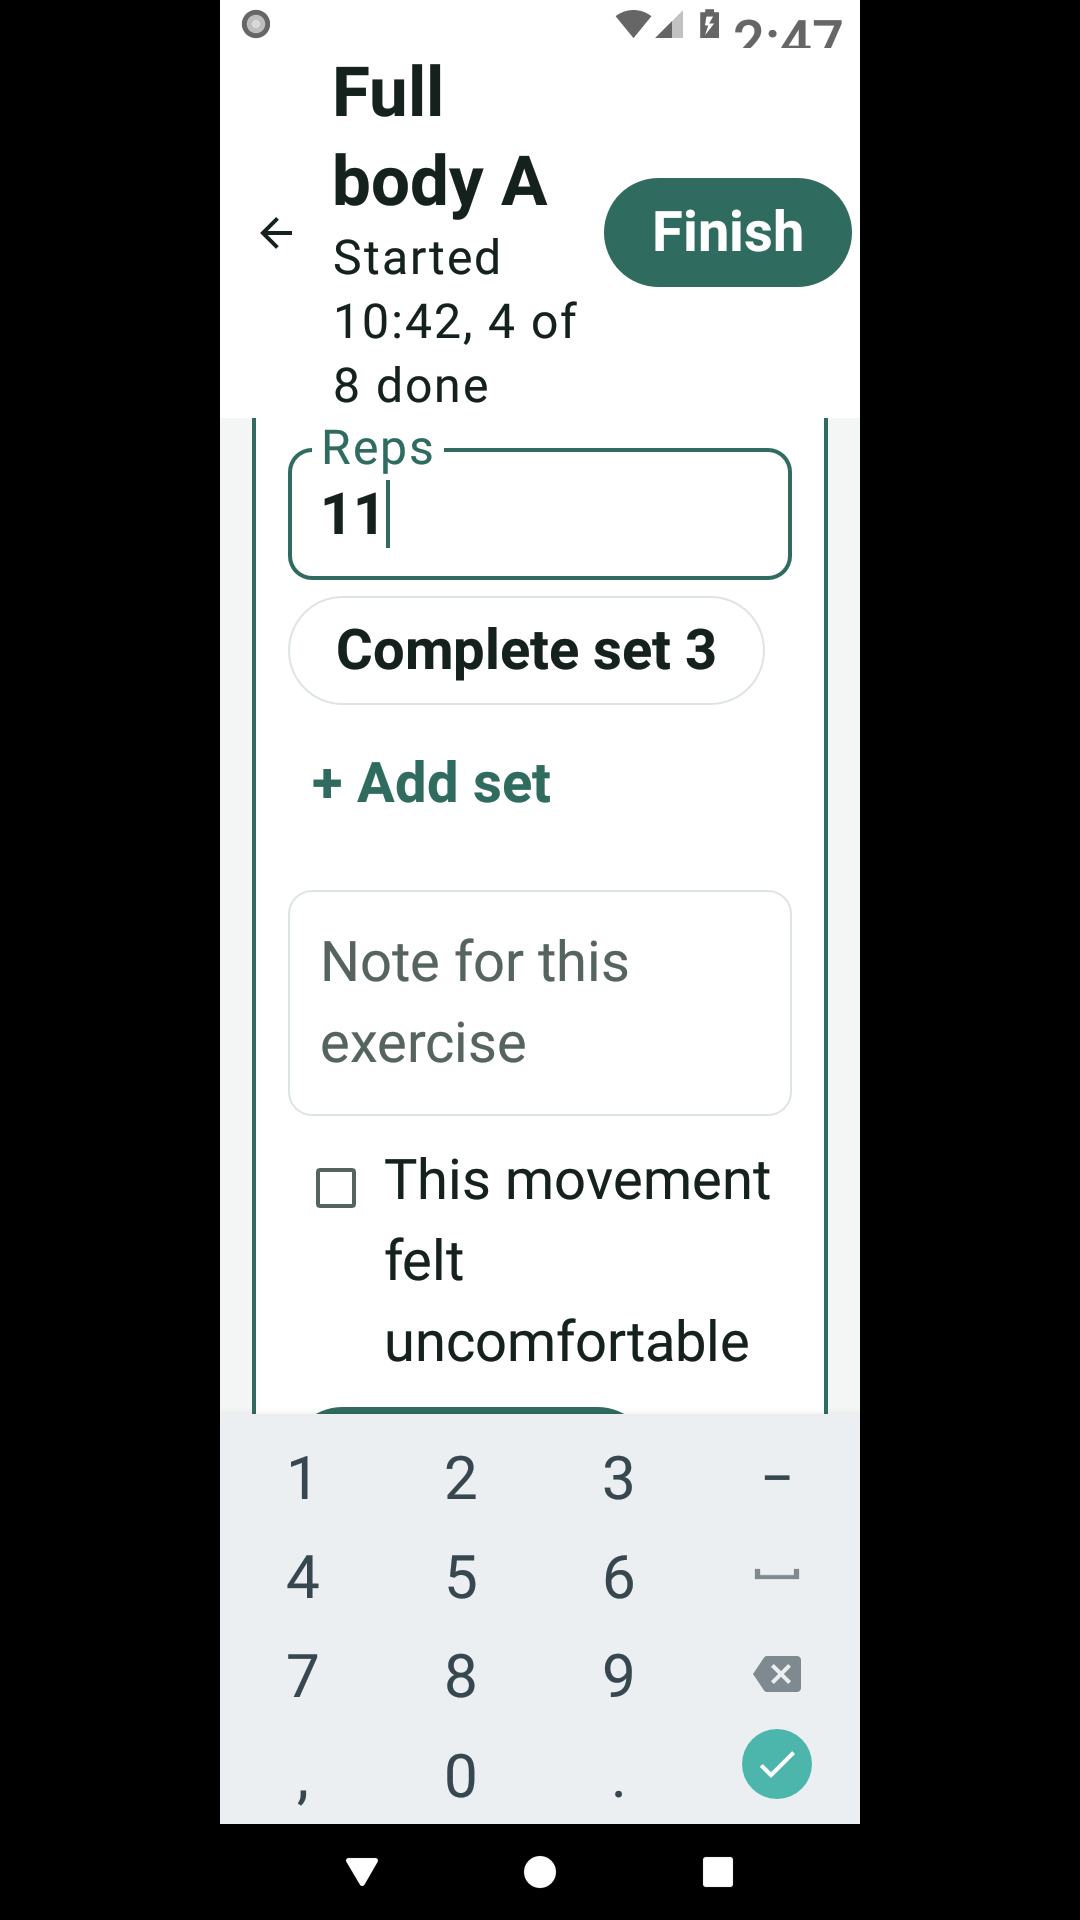 2:47
Full
body A
Started
10:42, 4 of
8 done
Finish
Reps
11
Complete set 3
+ Add set
Note for this
exercise
This movement
felt
uncomfortable
1 2 3 –
4 5 6
7 8 9
, 0 .